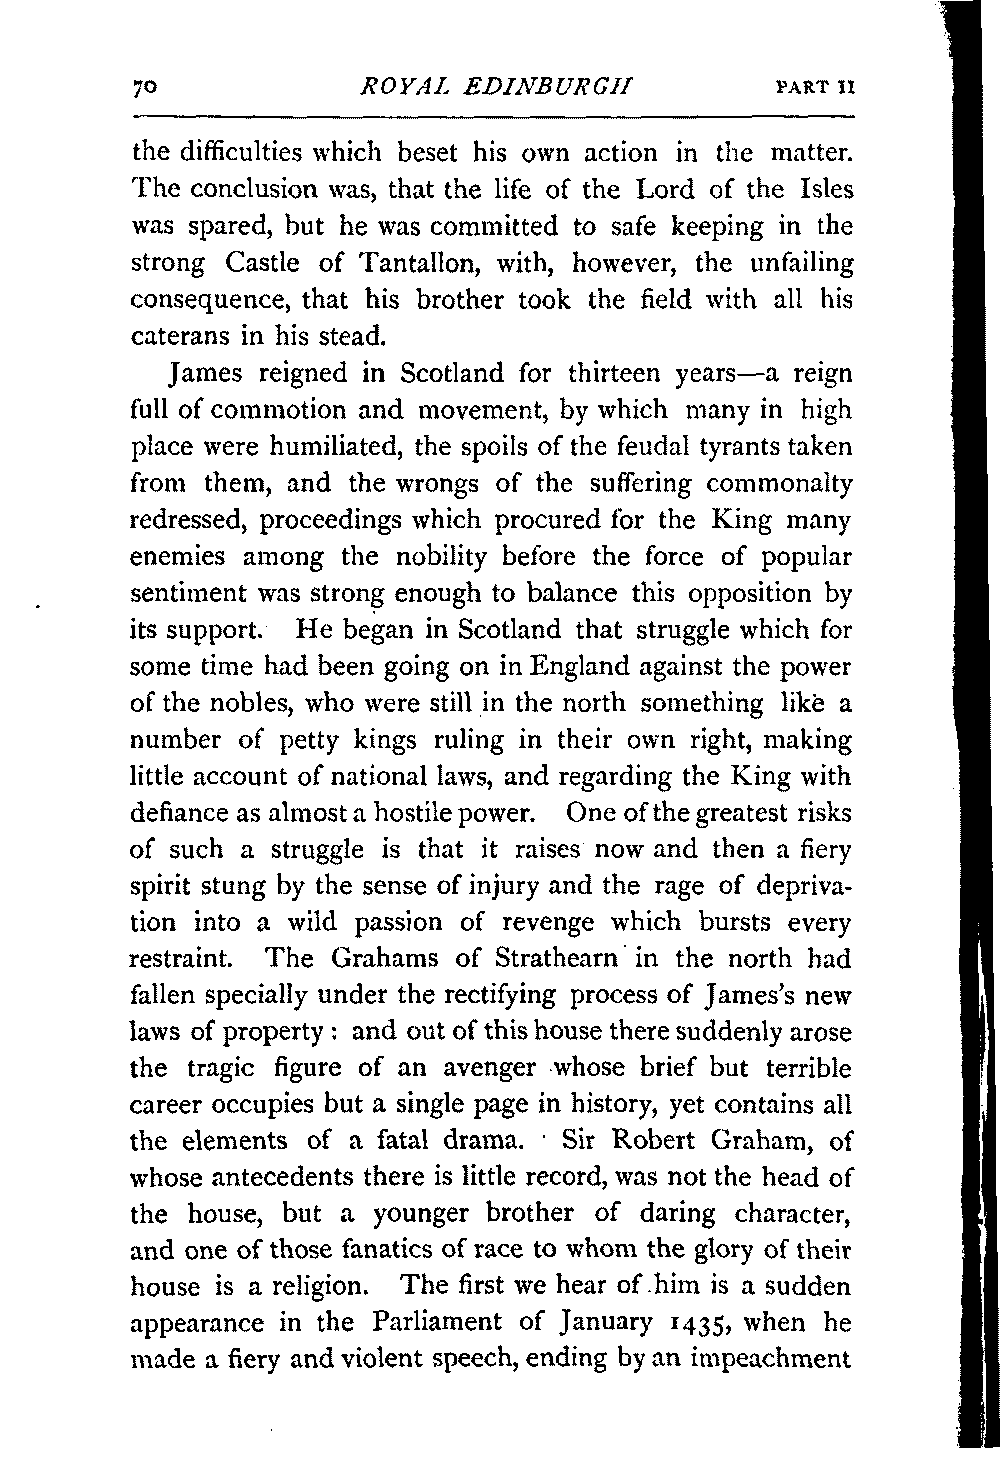 70 ROYAL EDINBURGH PART II
the difficulties which beset his own action in the matter.
The conclusion was, that the life of the Lord of the Isles
was spared, but he was committed to safe keeping in the
strong Castle of Tantallon, with, however, the unfailing
consequence, that his brother took the field with all his
caterans in his stead.
James reigned in Scotland for thirteen years—a reign
full of commotion and movement, by which many in high
place were humiliated, the spoils of the feudal tyrants taken
from them, and the wrongs of the suffering commonalty
redressed, proceedings which procured for the King many
enemies among the nobility before the force of popular
sentiment was strong enough to balance this opposition by
its support. He began in Scotland that struggle which for
some time had been going on in England against the power
of the nobles, who were still in the north something like a
number of petty kings ruling in their own right, making
little account of national laws, and regarding the King with
defiance as almost a hostile power. One of the greatest risks
of such a struggle is that it raises now and then a fiery
spirit stung by the sense of injury and the rage of depriva-
tion into a wild passion of revenge which bursts every
restraint. The Grahams of Strathearn in the north had
fallen specially under the rectifying process of James's new
laws of property: and out of this house there suddenly arose
the tragic figure of an avenger whose brief but terrible
career occupies but a single page in history, yet contains all
the elements of a fatal drama. Sir Robert Graham, of
whose antecedents there is little record, was not the head of
the house, but a younger brother of daring character,
and one of those fanatics of race to whom the glory of their
house is a religion. The first we hear of him is a sudden
appearance in the Parliament of January 1435, when he
made a fiery and violent speech, ending by an impeachment